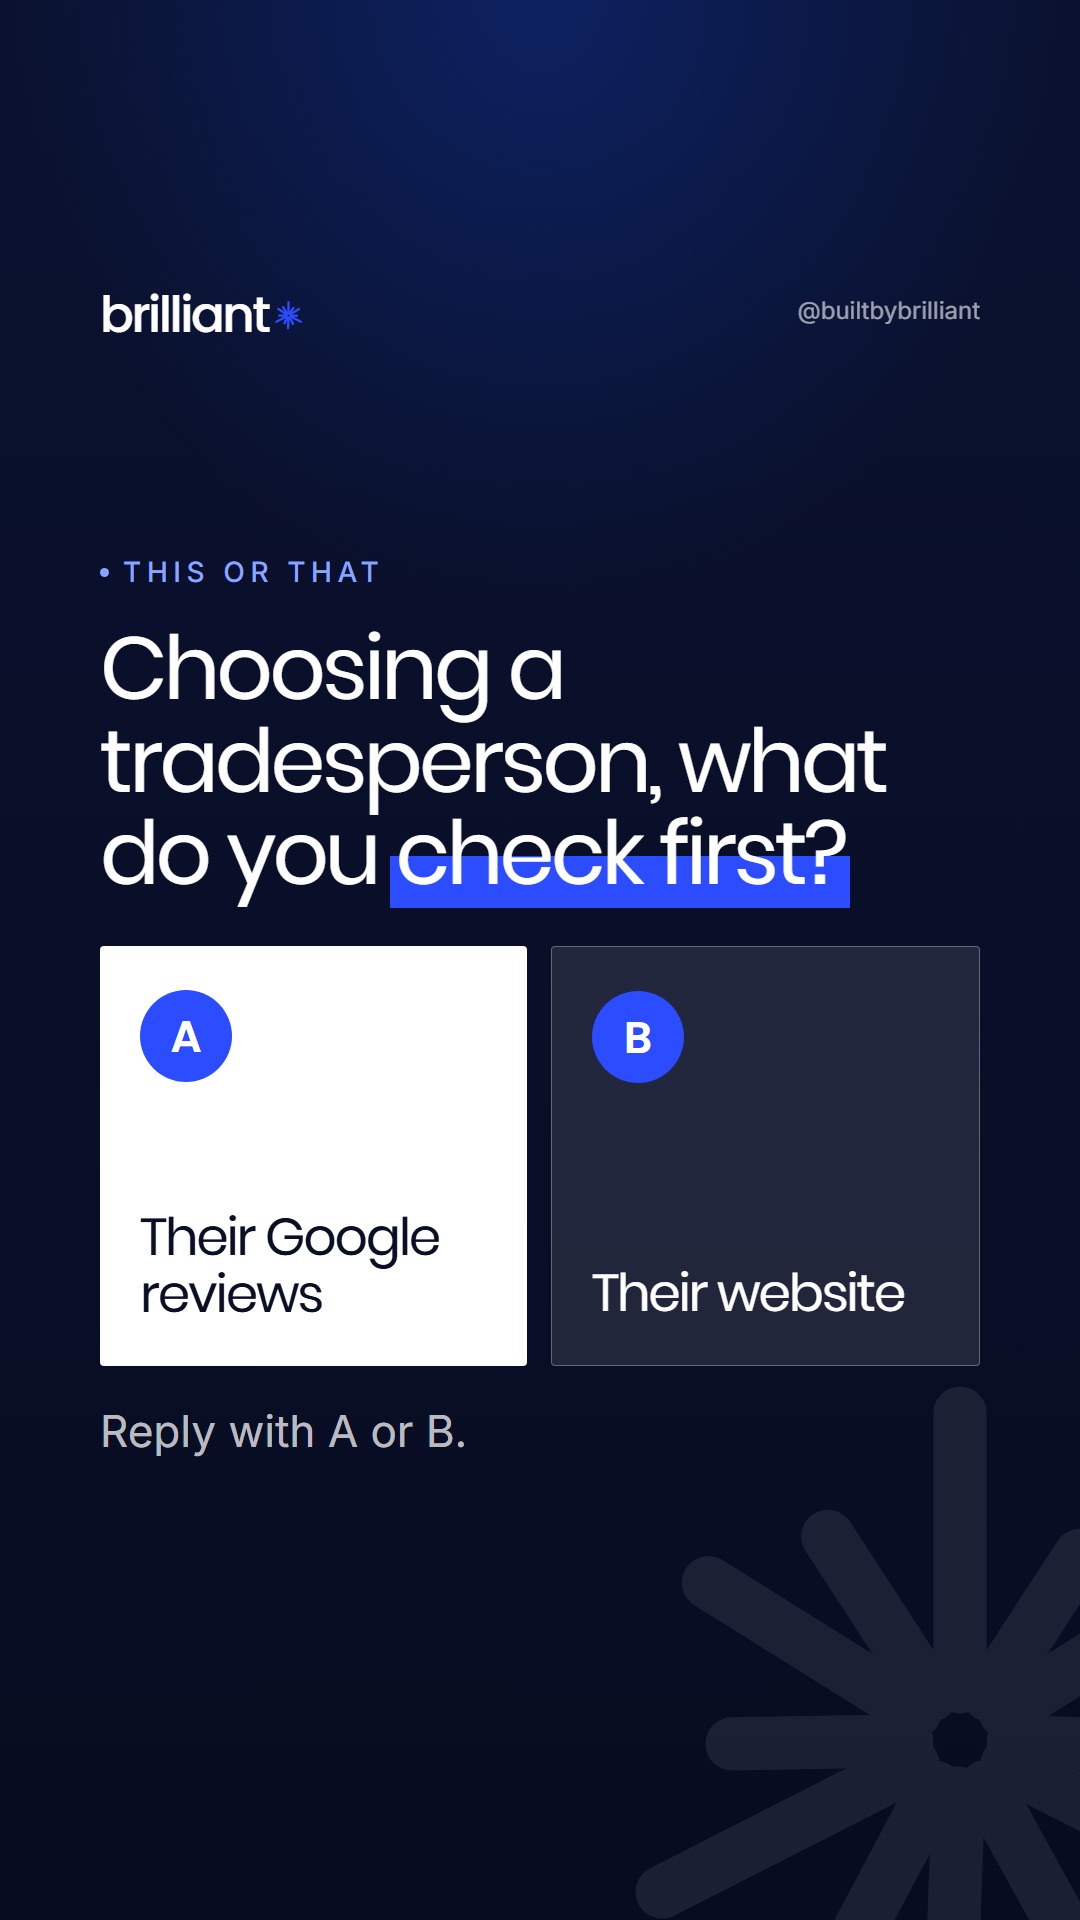 brilliant
@builtbybrilliant
• THIS OR THAT
Choosing a
tradesperson, what
do you check first?
A
Their Google
reviews
B
Their website
Reply with A or B.